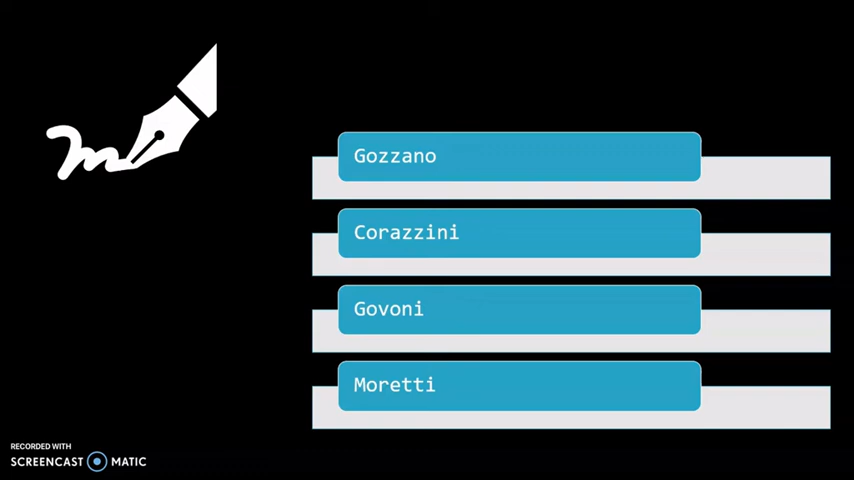 Gozzano
Corazzini
Govoni
Moretti
RECORDED WITH
SCREENCAST MATIC